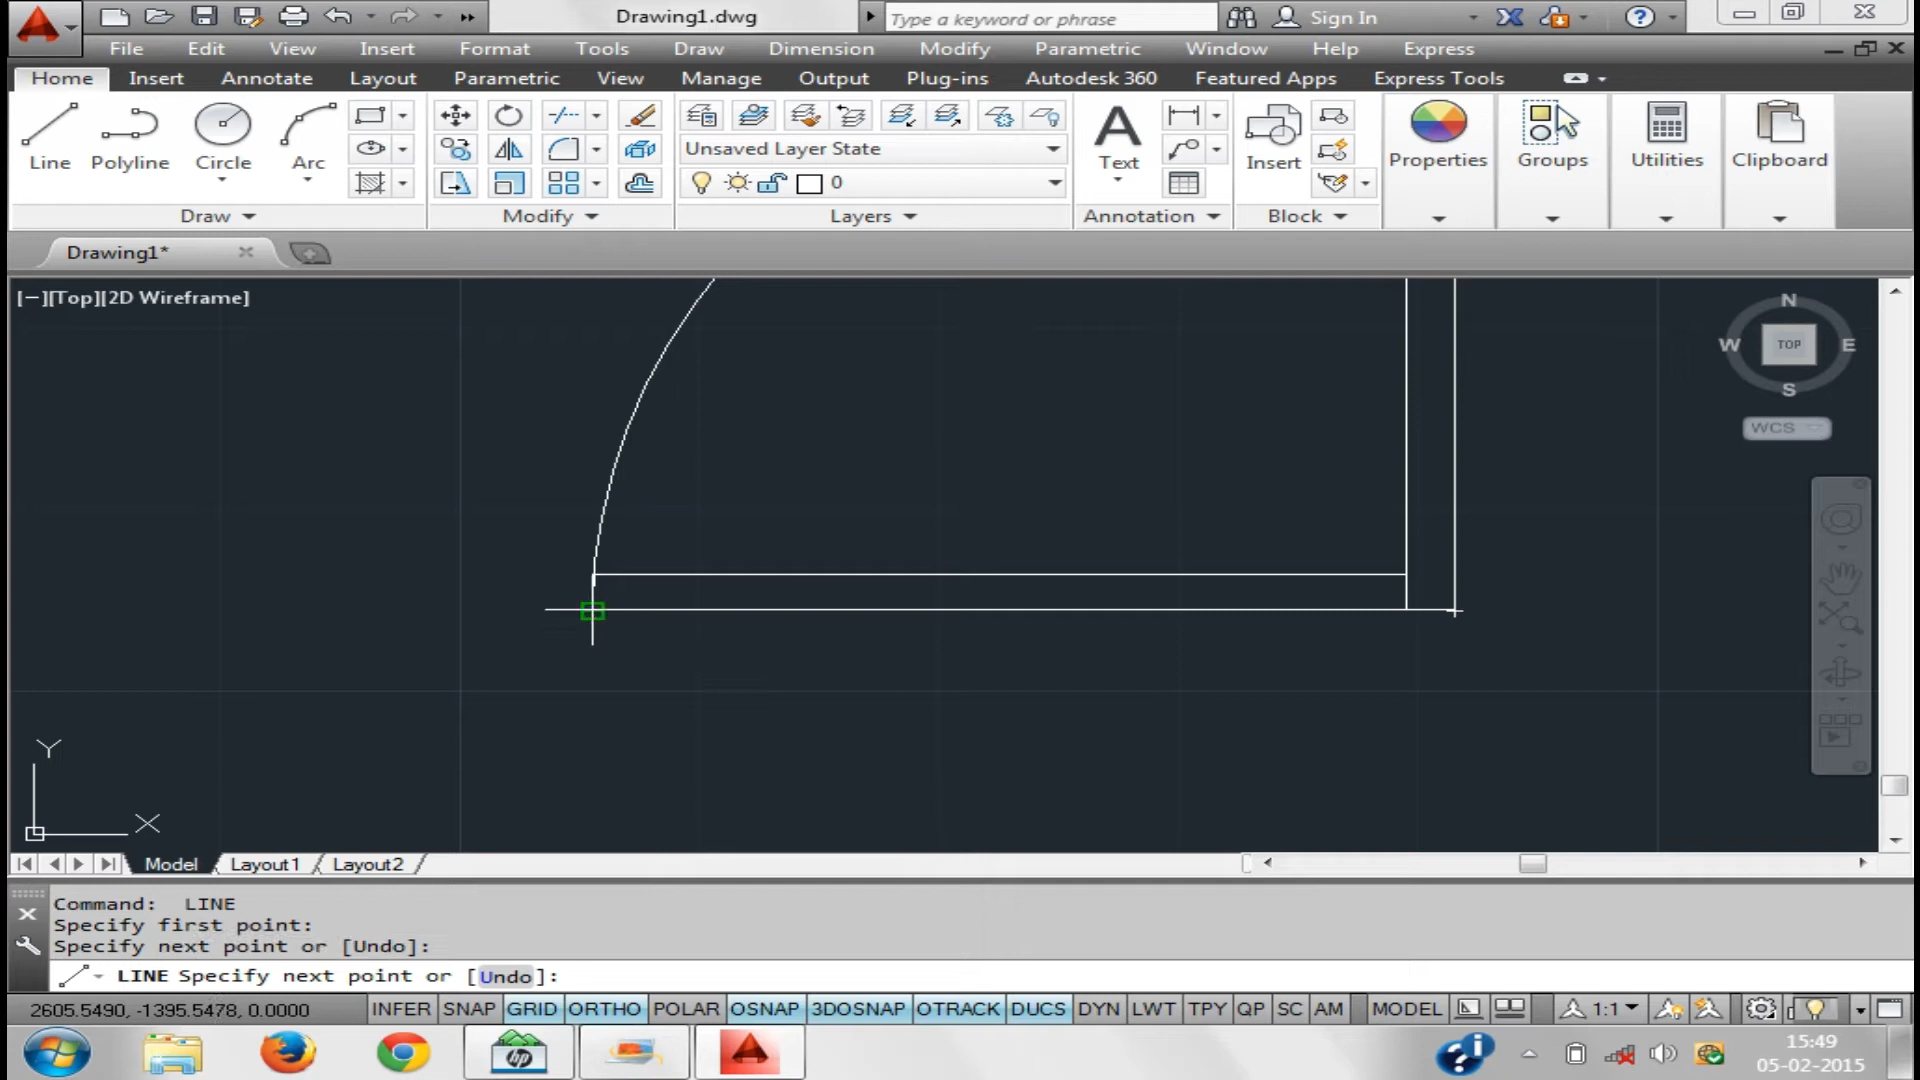 Drawing1.dwg
Type a keyword or phrase
Sign In
File Edit View Insert Format Tools Draw Dimension Modify Parametric Window Help Express
Home Insert Annotate Layout Parametric View Manage Output Plug-ins Autodesk 360 Featured Apps Express Tools
Line Polyline Circle Arc
Unsaved Layer State
0
Text Insert Properties Groups Utilities Clipboard
Draw Modify Layers Annotation Block
Drawing1*
[−][Top][2D Wireframe]
N
W TOP E
S
WCS
Y
X
Model Layout1 Layout2
Command: LINE
Specify first point:
Specify next point or [Undo]:
LINE Specify next point or [Undo]:
2605.5490, -1395.5478, 0.0000 INFER SNAP GRID ORTHO POLAR OSNAP 3DOSNAP OTRACK DUCS DYN LWT TPY QP SC AM MODEL 1:1
hp
15:49
05-02-2015